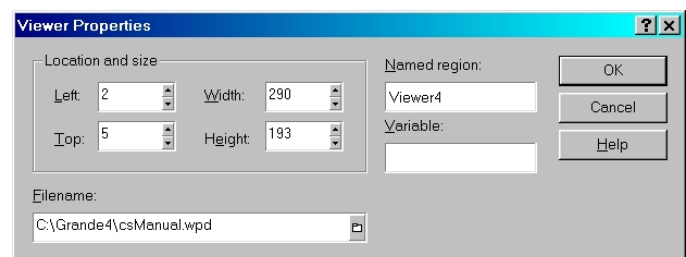 Viewer Properties
Location and size
Left: 2
Width: 290
Top: 5
Height: 193
Named region:
Viewer4
Variable:
OK
Cancel
Help
Filename:
C:\Grande4\csManual.wpd